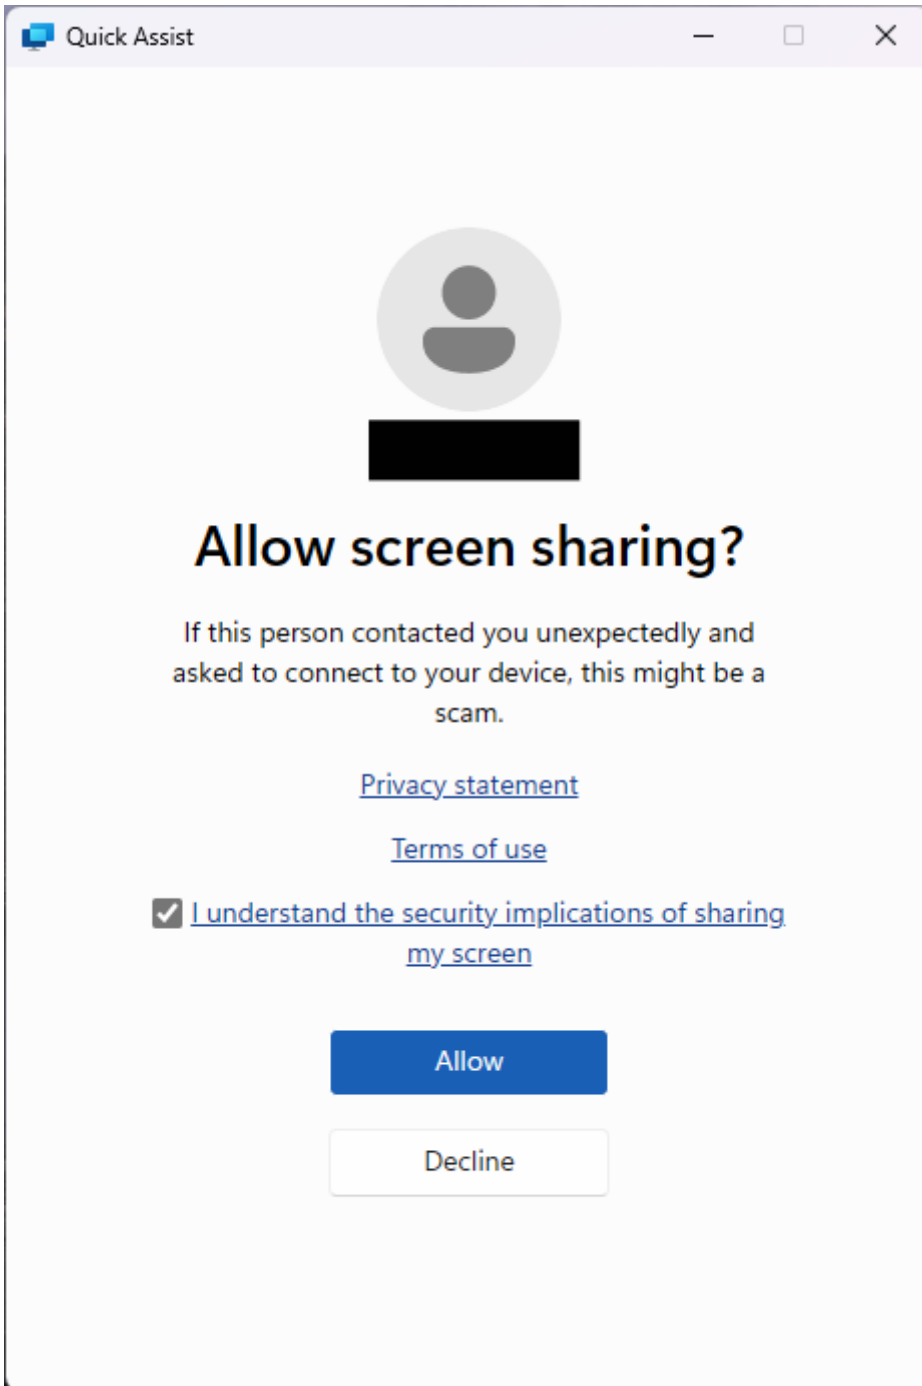 Quick Assist
Allow screen sharing?
If this person contacted you unexpectedly and
asked to connect to your device, this might be a
scam.
Privacy statement
Terms of use
I understand the security implications of sharing
my screen
Allow
Decline